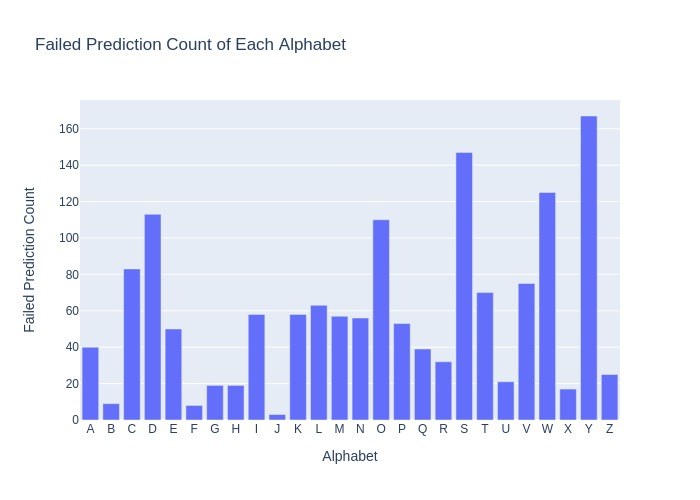 Failed Prediction Count of Each Alphabet
Failed Prediction Count
160
140
120
100
80
60
40
20
0
A B C D E F G H I J K L M N O P Q R S T U V W X Y Z
Alphabet